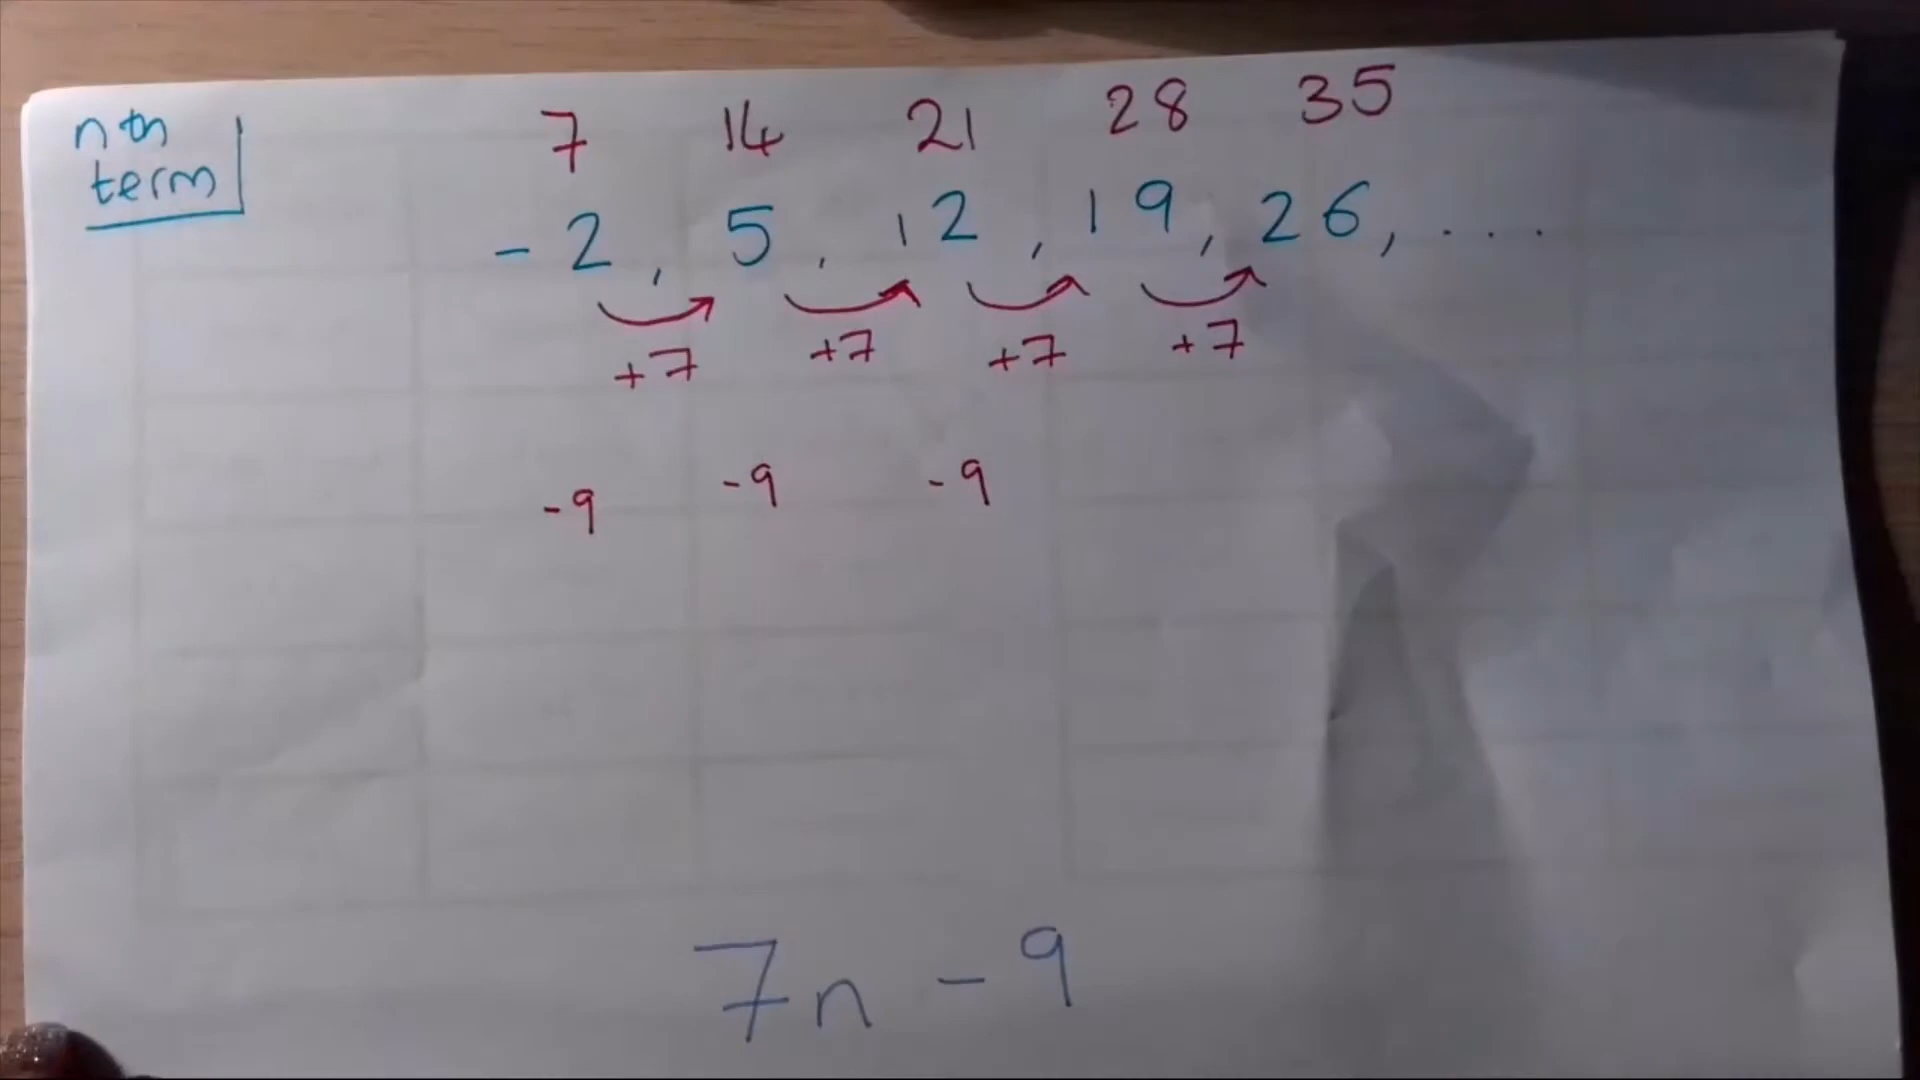 nth
term
7 14 21 28 35
-2, 5, 12, 19, 26, ....
+7 +7 +7 +7
-9 -9 -9
7n - 9